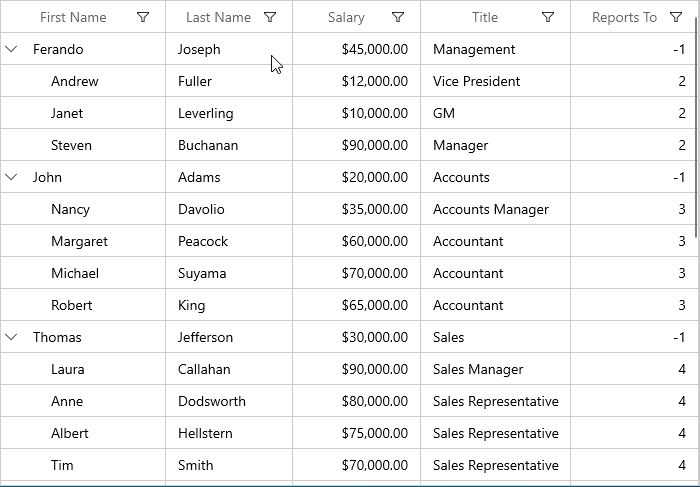 First Name Last Name Salary Title Reports To
Ferando Joseph $45,000.00 Management -1
Andrew Fuller $12,000.00 Vice President 2
Janet Leverling $10,000.00 GM 2
Steven Buchanan $90,000.00 Manager 2
John Adams $20,000.00 Accounts -1
Nancy Davolio $35,000.00 Accounts Manager 3
Margaret Peacock $60,000.00 Accountant 3
Michael Suyama $70,000.00 Accountant 3
Robert King $65,000.00 Accountant 3
Thomas Jefferson $30,000.00 Sales -1
Laura Callahan $90,000.00 Sales Manager 4
Anne Dodsworth $80,000.00 Sales Representative 4
Albert Hellstern $75,000.00 Sales Representative 4
Tim Smith $70,000.00 Sales Representative 4